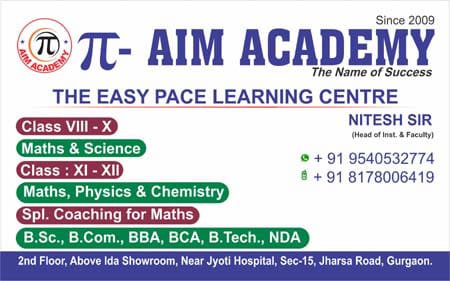 Since 2009
π
AIM ACADEMY
π- AIM ACADEMY
The Name of Success
THE EASY PACE LEARNING CENTRE
NITESH SIR
(Head of Inst. & Faculty)
Class VIII - X
Maths & Science
Class : XI - XII
Maths, Physics & Chemistry
Spl. Coaching for Maths
B.Sc., B.Com., BBA, BCA, B.Tech., NDA
+ 91 9540532774
+ 91 8178006419
2nd Floor, Above Ida Showroom, Near Jyoti Hospital, Sec-15, Jharsa Road, Gurgaon.